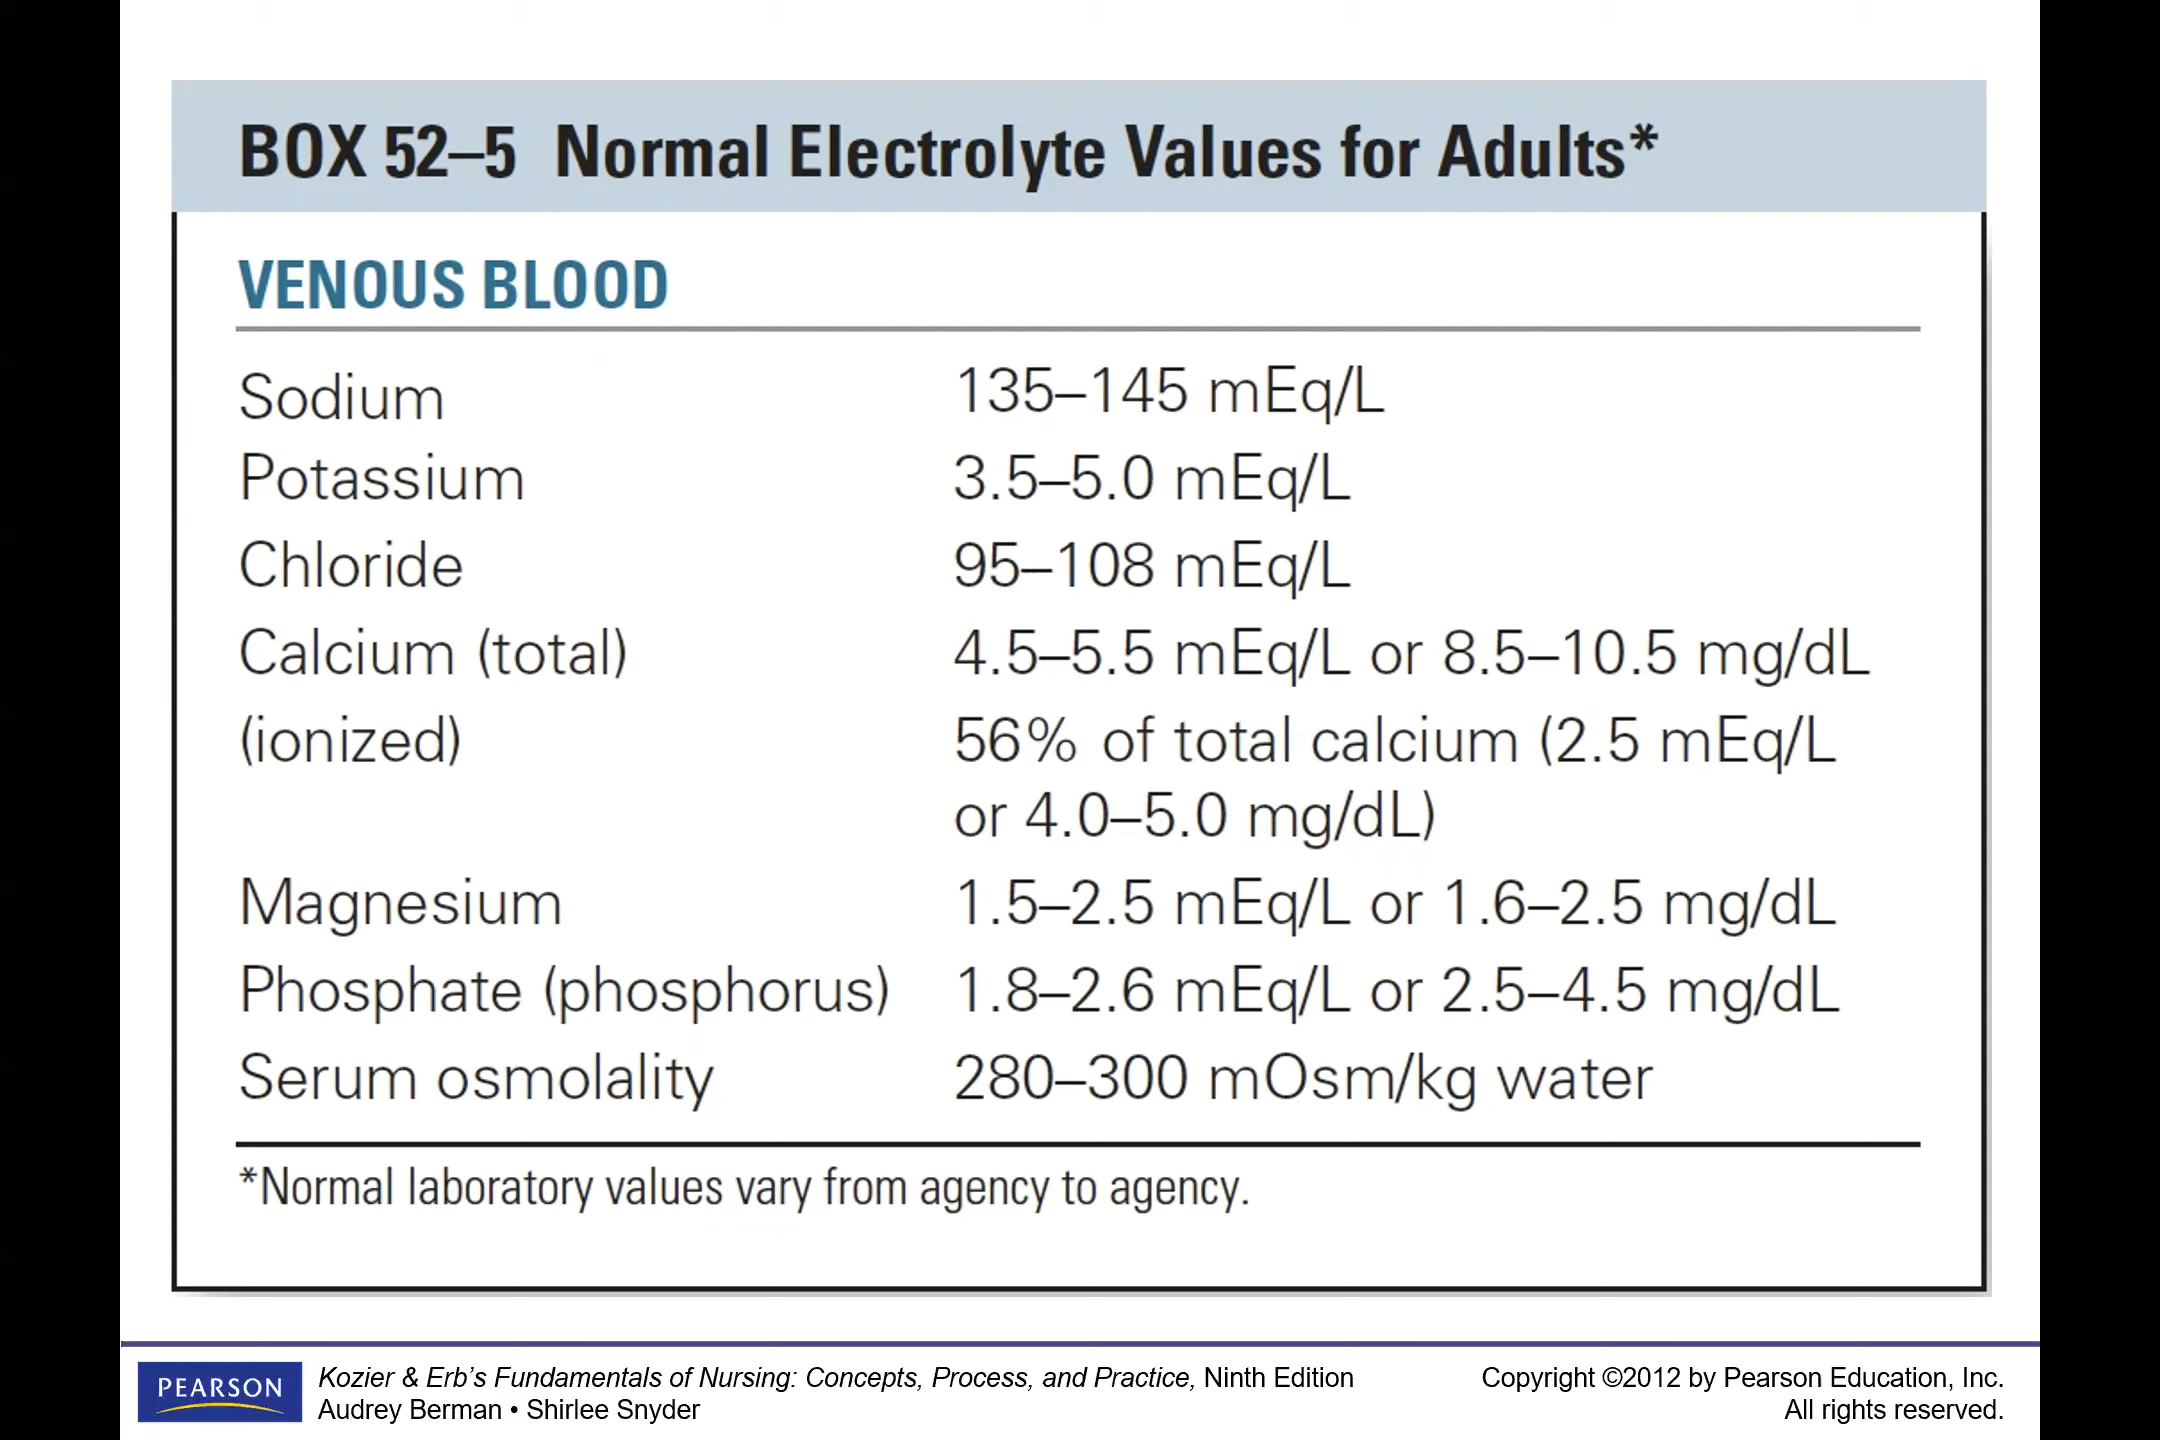 BOX 52–5 Normal Electrolyte Values for Adults*
VENOUS BLOOD
Sodium 135–145 mEq/L
Potassium 3.5–5.0 mEq/L
Chloride 95–108 mEq/L
Calcium (total) 4.5–5.5 mEq/L or 8.5–10.5 mg/dL
(ionized) 56% of total calcium (2.5 mEq/L
or 4.0–5.0 mg/dL)
Magnesium 1.5–2.5 mEq/L or 1.6–2.5 mg/dL
Phosphate (phosphorus) 1.8–2.6 mEq/L or 2.5–4.5 mg/dL
Serum osmolality 280–300 mOsm/kg water
*Normal laboratory values vary from agency to agency.
PEARSON
Kozier & Erb's Fundamentals of Nursing: Concepts, Process, and Practice, Ninth Edition
Audrey Berman • Shirlee Snyder
Copyright ©2012 by Pearson Education, Inc.
All rights reserved.